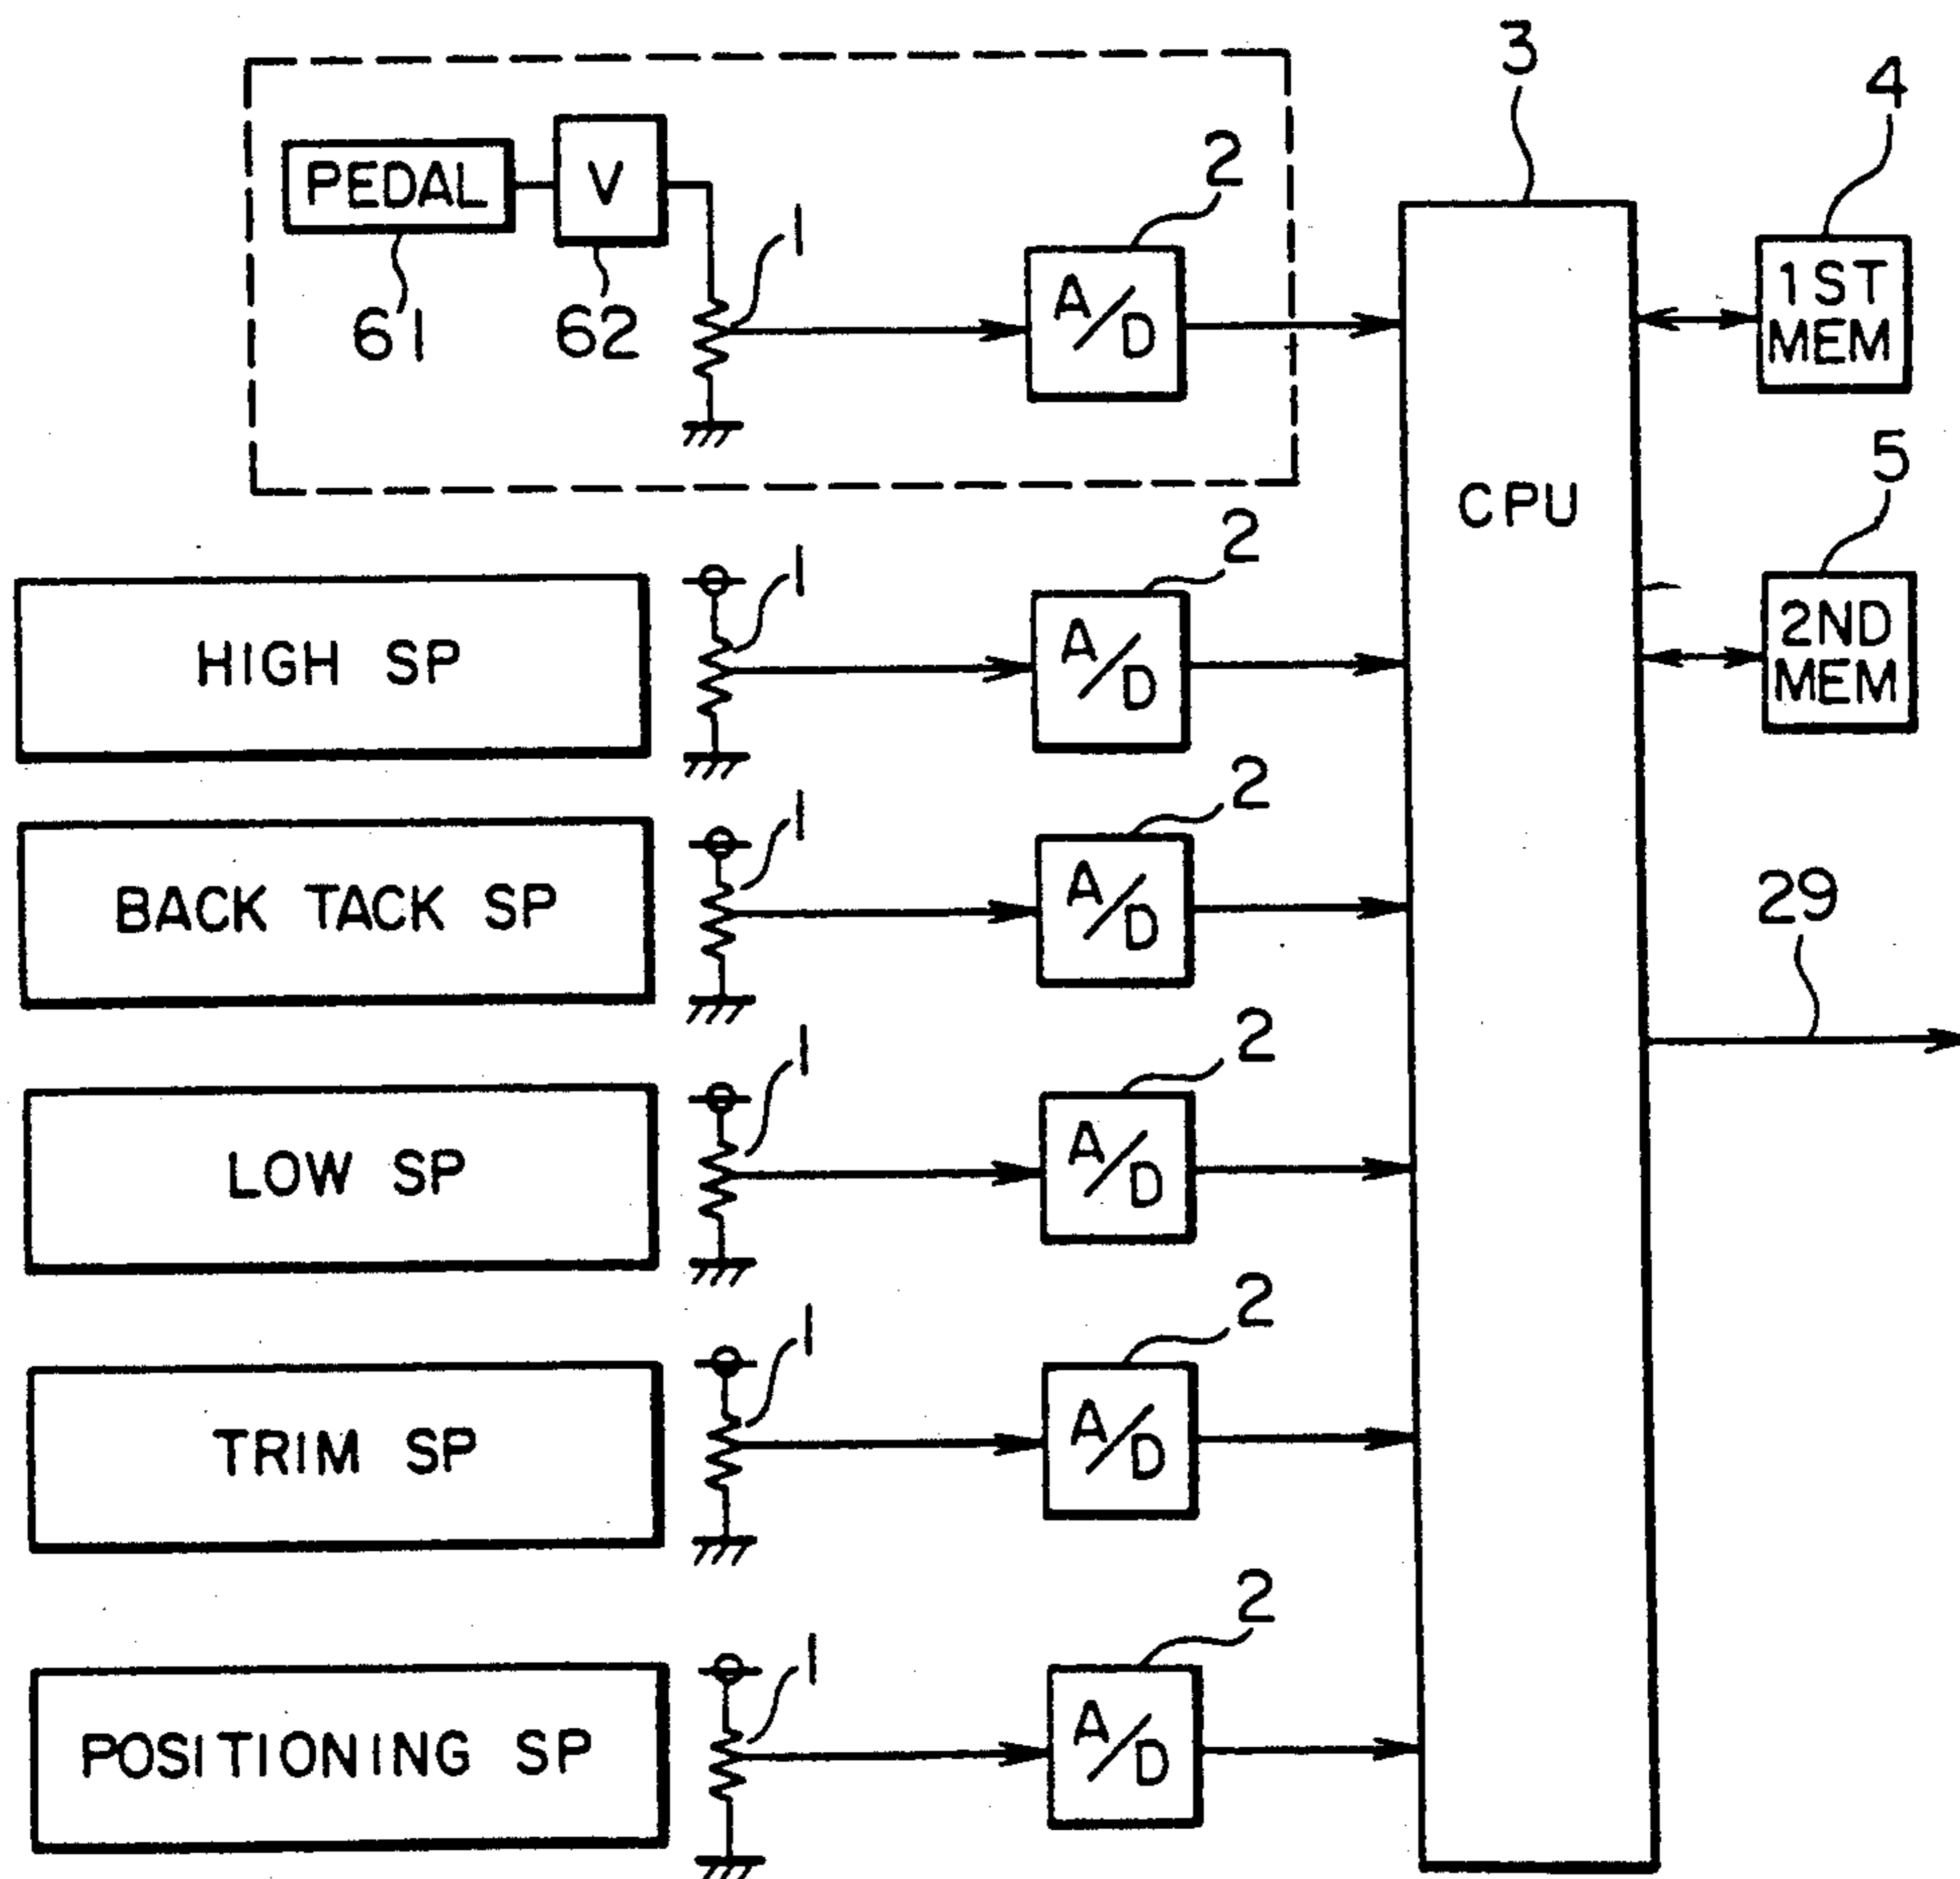 3
4
PEDAL
V
2
1
61
62
A/D
1ST
MEM
CPU
5
2
1
HIGH SP
A/D
2ND
MEM
2
1
BACK TACK SP
A/D
29
2
1
LOW SP
A/D
2
1
TRIM SP
A/D
2
1
POSITIONING SP
A/D